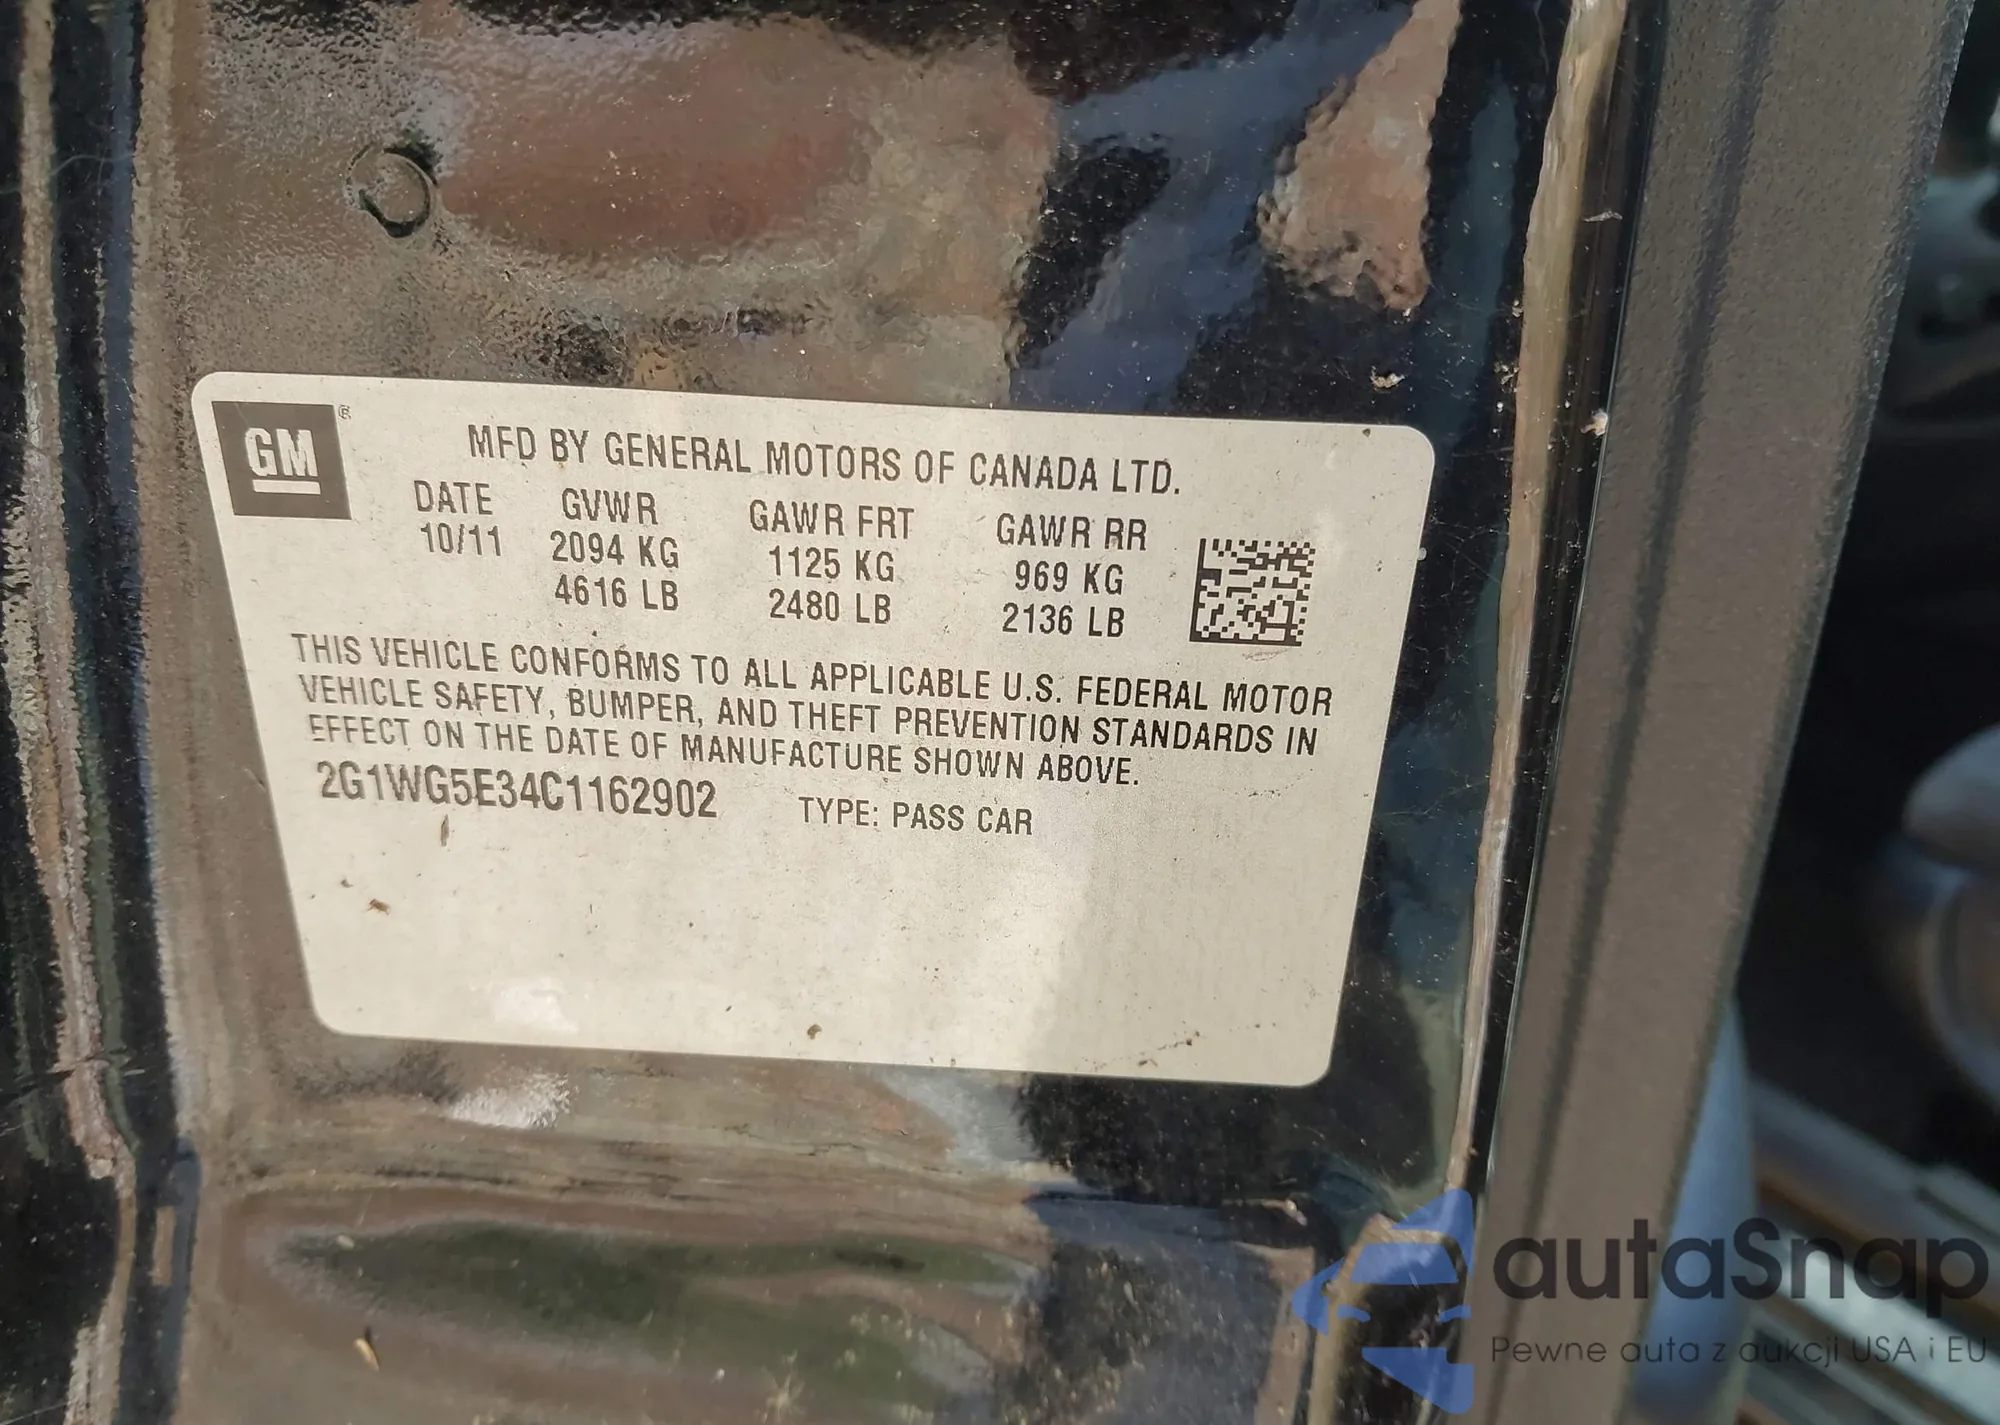 GM ®
MFD BY GENERAL MOTORS OF CANADA LTD.
DATE GVWR GAWR FRT GAWR RR
10/11 2094 KG 1125 KG 969 KG
4616 LB 2480 LB 2136 LB
THIS VEHICLE CONFORMS TO ALL APPLICABLE U.S. FEDERAL MOTOR
VEHICLE SAFETY, BUMPER, AND THEFT PREVENTION STANDARDS IN
EFFECT ON THE DATE OF MANUFACTURE SHOWN ABOVE.
2G1WG5E34C1162902 TYPE: PASS CAR
autaSnap
Pewne auta z aukcji USA i EU